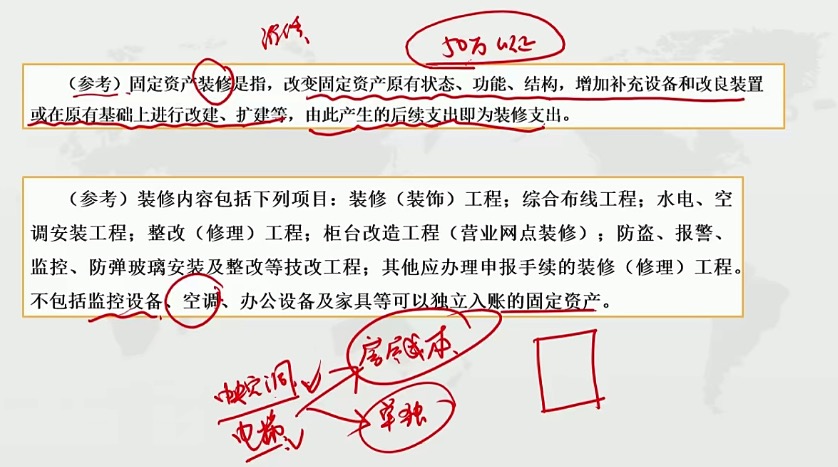 50万以上
（参考）固定资产装修是指，改变固定资产原有状态、功能、结构，增加补充设备和改良装置
或在原有基础上进行改建、扩建等，由此产生的后续支出即为装修支出。
（参考）装修内容包括下列项目：装修（装饰）工程；综合布线工程；水电、空
调安装工程；整改（修理）工程；柜台改造工程（营业网点装修）；防盗、报警、
监控、防弹玻璃安装及整改等技改工程；其他应办理申报手续的装修（修理）工程。
不包括监控设备、空调、办公设备及家具等可以独立入账的固定资产。
房屋成本
中央空调
电梯
单独